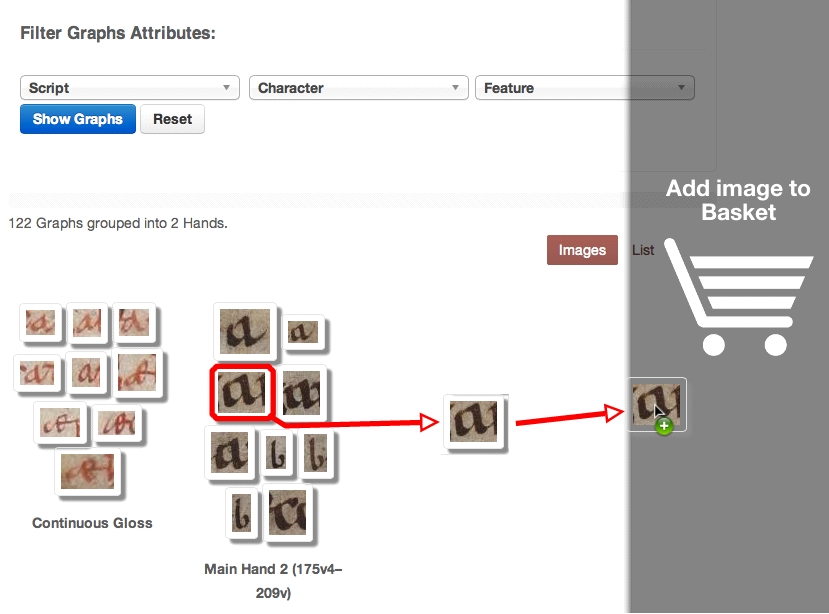 Filter Graphs Attributes:
Script
Character
Feature
Show Graphs
Reset
Add image to
Basket
122 Graphs grouped into 2 Hands.
Images
List
a
a
a
a
a
b
b
Continuous Gloss
Main Hand 2 (175v4–
209v)